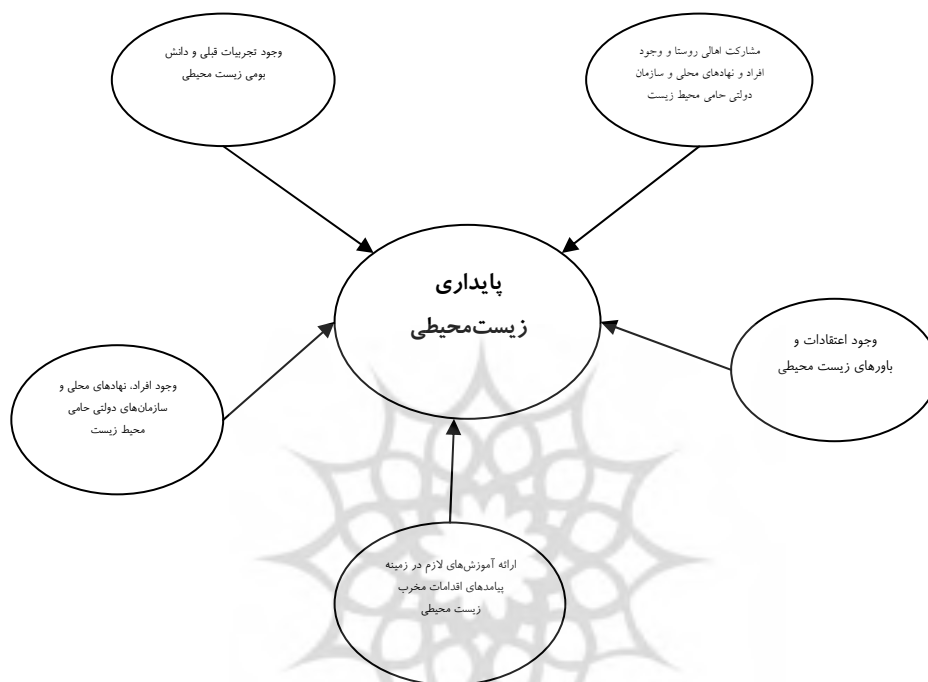 مشارکت اهالی روستا و وجود
افراد و نهادهای محلی و سازمان
دولتی حامی محیط زیست
وجود تجربیات قبلی و دانش
بومی زیست محیطی
پایداری
زیست‌محیطی
وجود اعتقادات و
باورهای زیست محیطی
وجود افراد، نهادهای محلی و
سازمان‌های دولتی حامی
محیط زیست
ارائه آموزش‌های لازم در زمینه
پیامدهای اقدامات مخرب
زیست محیطی